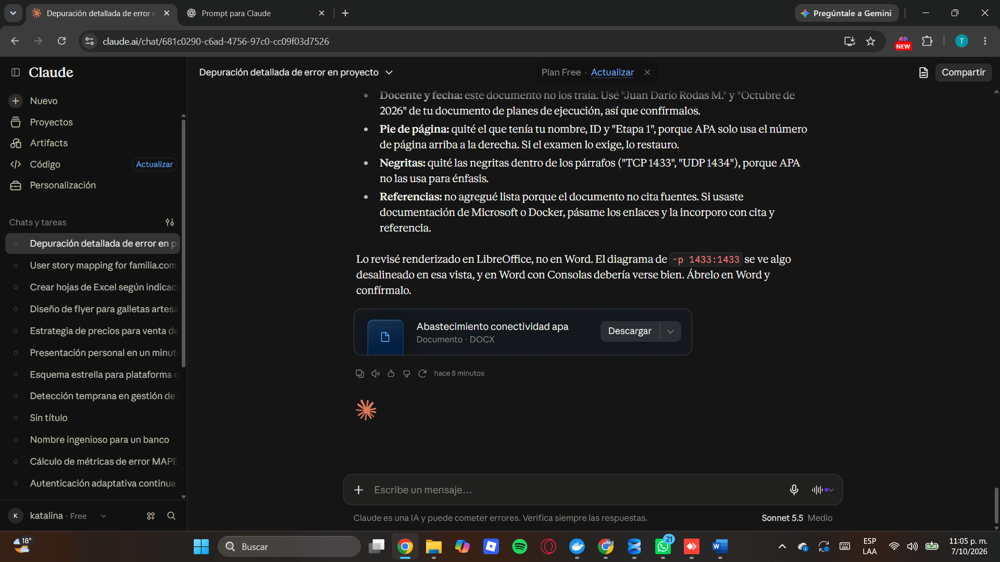 Depuración detallada de error e
Prompt para Claude
Pregúntale a Gemini
claude.ai/chat/681c0290-c6ad-4756-97c0-cc09f03d7526
NEW
T
Claude
Depuración detallada de error en proyecto
Plan Free · Actualizar
Compartir
Nuevo
Proyectos
Artifacts
Código
Actualizar
Personalización
Chats y tareas
Depuración detallada de error en p
User story mapping for familia.com
Crear hojas de Excel según indicaci
Diseño de flyer para galletas artesa
Estrategia de precios para venta de
Presentación personal en un minut
Esquema estrella para plataforma d
Detección temprana en gestión de
Sin título
Nombre ingenioso para un banco
Cálculo de métricas de error MAPE
Autenticación adaptativa continua
K
katalina · Free
Docente y fecha: este documento no los traía. Usé "Juan Darío Rodas M." y "Octubre de
2026" de tu documento de planes de ejecución, así que confírmalos.
Pie de página: quité el que tenía tu nombre, ID y "Etapa 1", porque APA solo usa el número
de página arriba a la derecha. Si el examen lo exige, lo restauro.
Negritas: quité las negritas dentro de los párrafos ("TCP 1433", "UDP 1434"), porque APA
no las usa para énfasis.
Referencias: no agregué lista porque el documento no cita fuentes. Si usaste
documentación de Microsoft o Docker, pásame los enlaces y la incorporo con cita y
referencia.
Lo revisé renderizado en LibreOffice, no en Word. El diagrama de -p 1433:1433 se ve algo
desalineado en esa vista, y en Word con Consolas debería verse bien. Ábrelo en Word y
confírmalo.
Abastecimiento conectividad apa
Documento · DOCX
Descargar
hace 8 minutos
Escribe un mensaje...
Claude es una IA y puede cometer errores. Verifica siempre las respuestas.
Sonnet 5.5 Medio
18°
Buscar
21
W
ESP
LAA
11:05 p. m.
7/10/2026